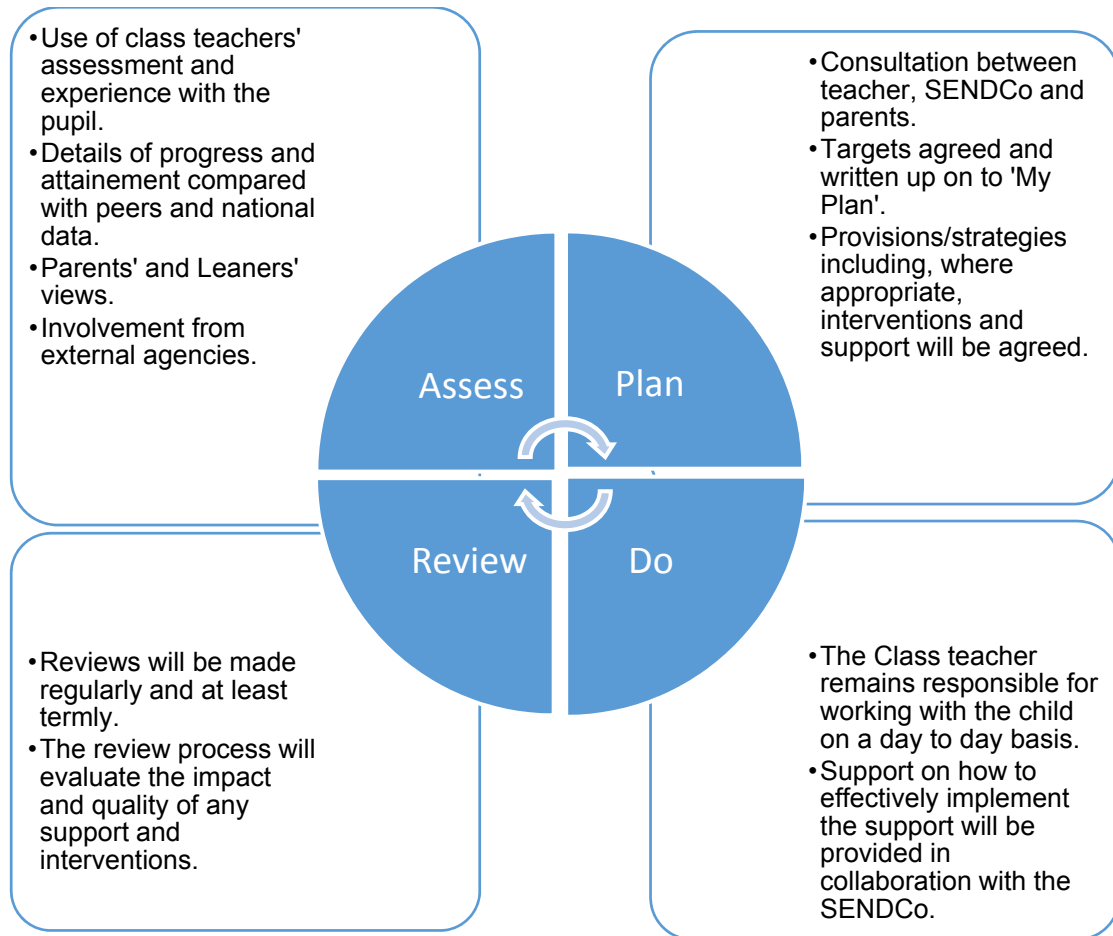 •Use of class teachers'
assessment and
experience with the
pupil.
•Details of progress and
attainement compared
with peers and national
data.
•Parents' and Leaners'
views.
•Involvement from
external agencies.
•Consultation between
teacher, SENDCo and
parents.
•Targets agreed and
written up on to 'My
Plan'.
•Provisions/strategies
including, where
appropriate,
interventions and
support will be agreed.
Assess
Plan
Review
Do
•Reviews will be made
regularly and at least
termly.
•The review process will
evaluate the impact
and quality of any
support and
interventions.
•The Class teacher
remains responsible for
working with the child
on a day to day basis.
•Support on how to
effectively implement
the support will be
provided in
collaboration with the
SENDCo.